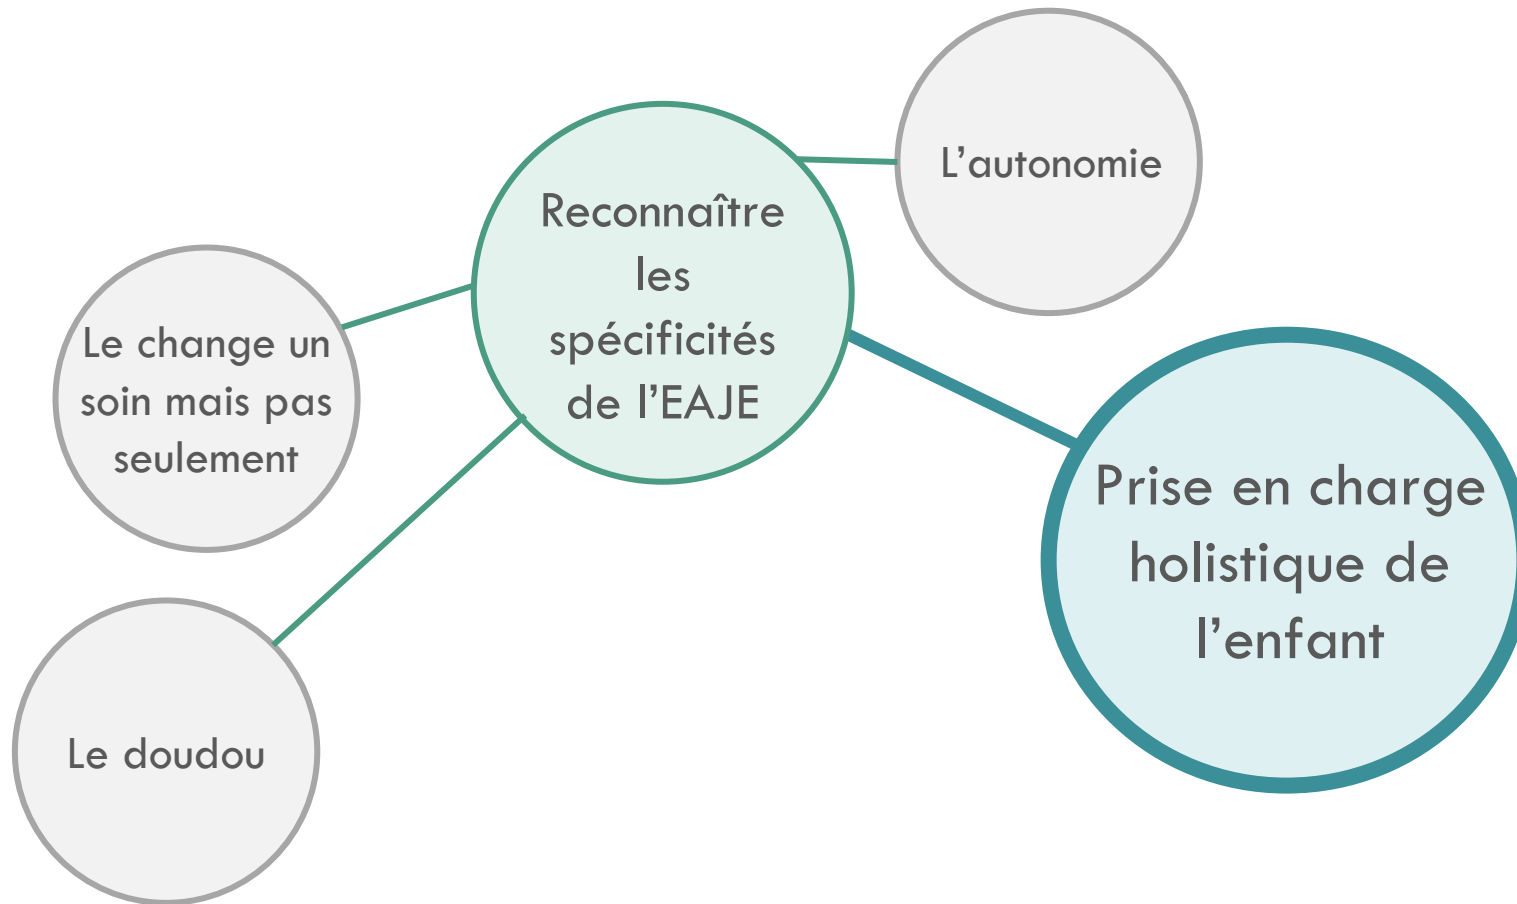 L’autonomie
Reconnaître
les
spécificités
de l’EAJE
Le change un
soin mais pas
seulement
Prise en charge
holistique de
l’enfant
Le doudou